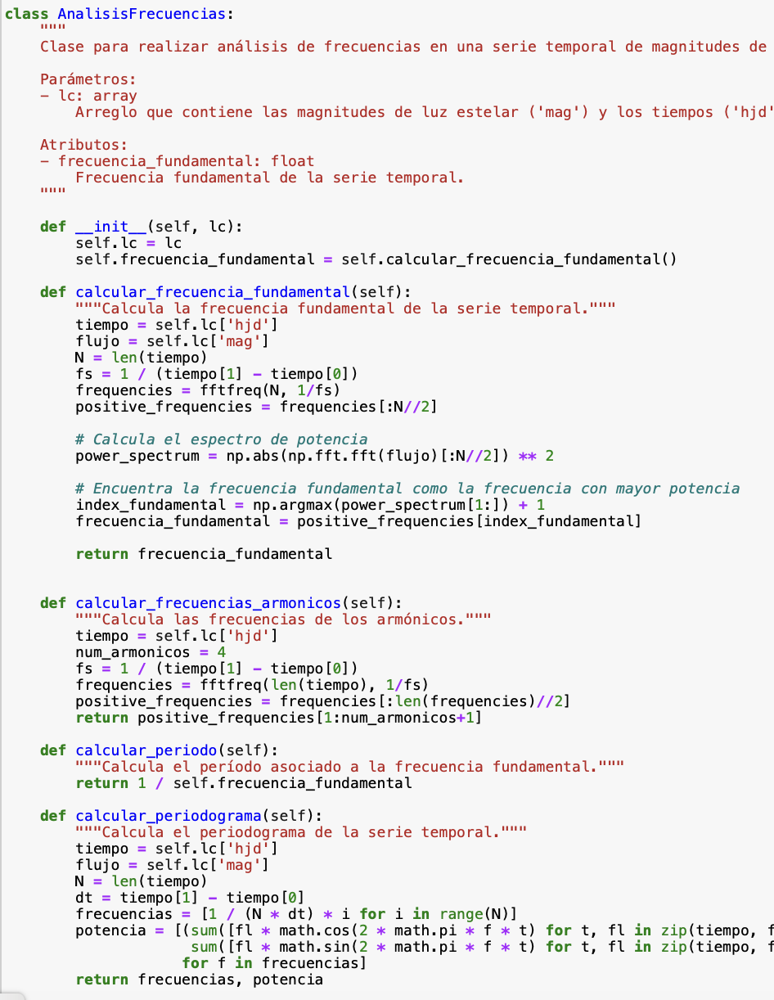 class AnalisisFrecuencias:
    """
    Clase para realizar análisis de frecuencias en una serie temporal de magnitudes de

    Parámetros:
    - lc: array
        Arreglo que contiene las magnitudes de luz estelar ('mag') y los tiempos ('hjd'

    Atributos:
    - frecuencia_fundamental: float
        Frecuencia fundamental de la serie temporal.
    """

    def __init__(self, lc):
        self.lc = lc
        self.frecuencia_fundamental = self.calcular_frecuencia_fundamental()

    def calcular_frecuencia_fundamental(self):
        """Calcula la frecuencia fundamental de la serie temporal."""
        tiempo = self.lc['hjd']
        flujo = self.lc['mag']
        N = len(tiempo)
        fs = 1 / (tiempo[1] - tiempo[0])
        frequencies = fftfreq(N, 1/fs)
        positive_frequencies = frequencies[:N//2]

        # Calcula el espectro de potencia
        power_spectrum = np.abs(np.fft.fft(flujo)[:N//2]) ** 2

        # Encuentra la frecuencia fundamental como la frecuencia con mayor potencia
        index_fundamental = np.argmax(power_spectrum[1:]) + 1
        frecuencia_fundamental = positive_frequencies[index_fundamental]

        return frecuencia_fundamental


    def calcular_frecuencias_armonicos(self):
        """Calcula las frecuencias de los armónicos."""
        tiempo = self.lc['hjd']
        num_armonicos = 4
        fs = 1 / (tiempo[1] - tiempo[0])
        frequencies = fftfreq(len(tiempo), 1/fs)
        positive_frequencies = frequencies[:len(frequencies)//2]
        return positive_frequencies[1:num_armonicos+1]

    def calcular_periodo(self):
        """Calcula el período asociado a la frecuencia fundamental."""
        return 1 / self.frecuencia_fundamental

    def calcular_periodograma(self):
        """Calcula el periodograma de la serie temporal."""
        tiempo = self.lc['hjd']
        flujo = self.lc['mag']
        N = len(tiempo)
        dt = tiempo[1] - tiempo[0]
        frecuencias = [1 / (N * dt) * i for i in range(N)]
        potencia = [(sum([fl * math.cos(2 * math.pi * f * t) for t, fl in zip(tiempo, f
                     sum([fl * math.sin(2 * math.pi * f * t) for t, fl in zip(tiempo, f
                    for f in frecuencias]
        return frecuencias, potencia